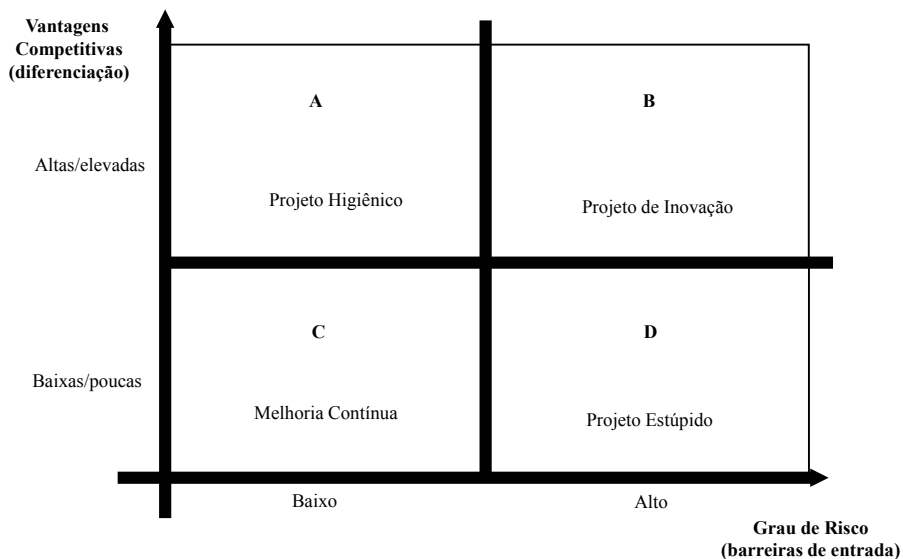 Vantagens
Competitivas
(diferenciação)
A
B
Altas/elevadas
Projeto Higiênico
Projeto de Inovação
C
D
Baixas/poucas
Melhoria Contínua
Projeto Estúpido
Baixo
Alto
Grau de Risco
(barreiras de entrada)